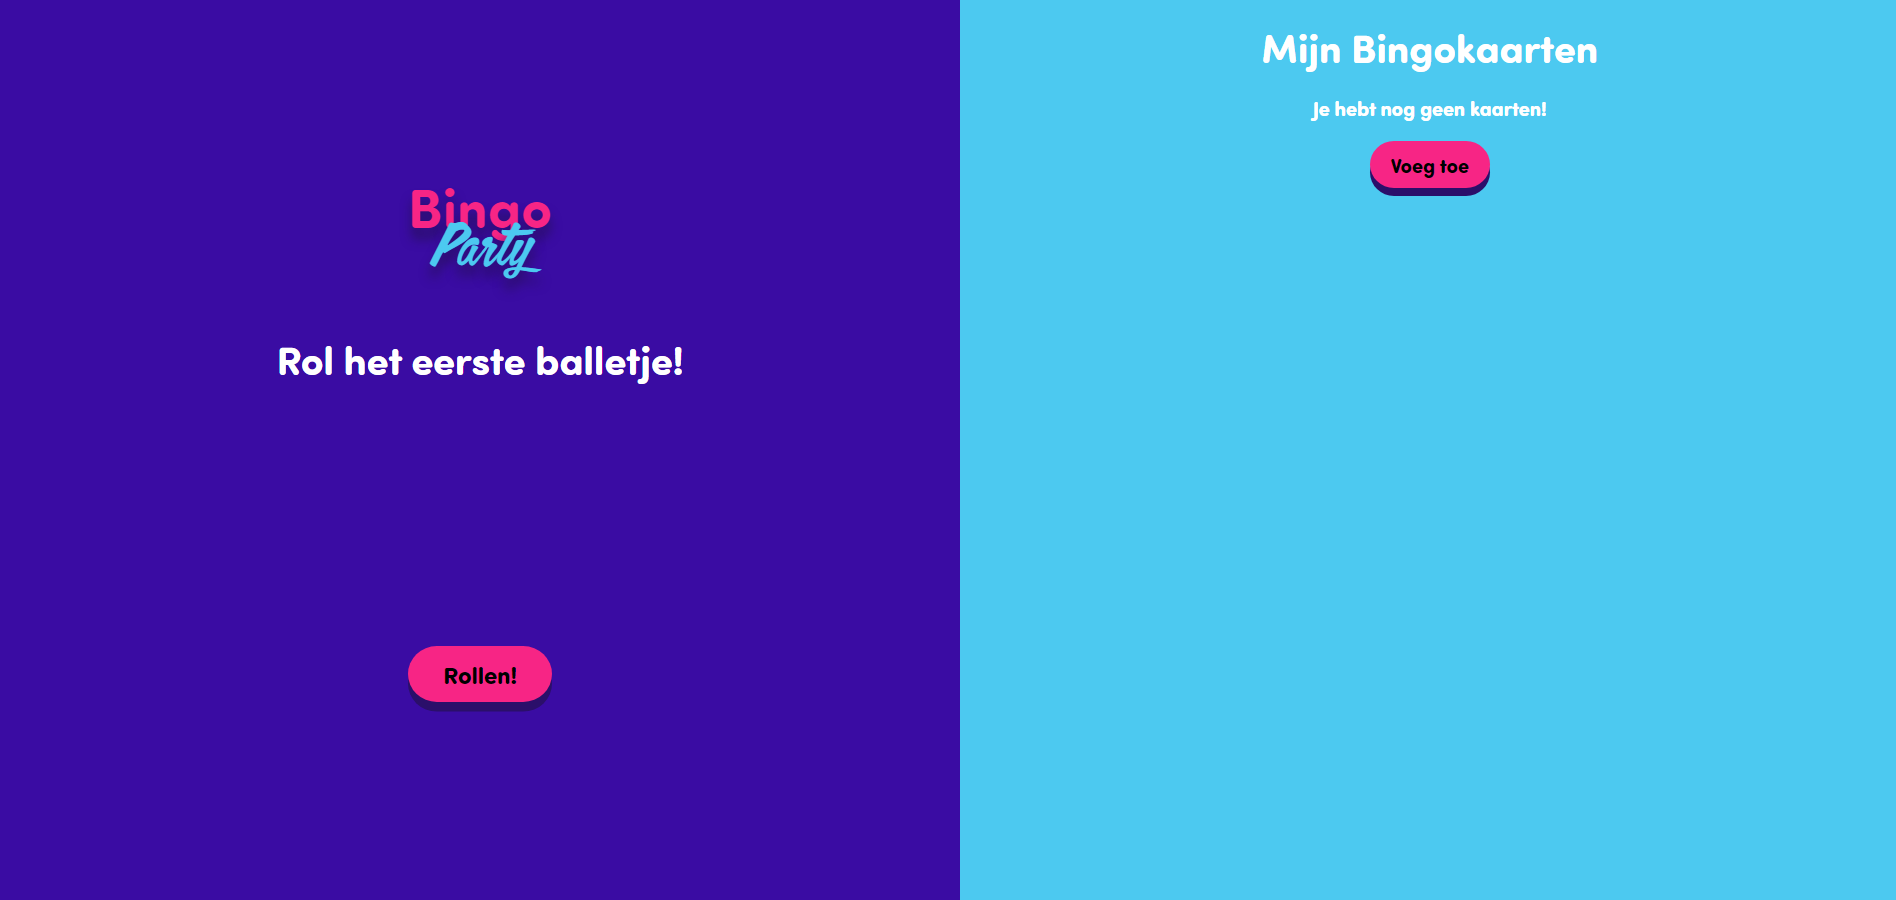 Bingo
Party
Rol het eerste balletje!
Rollen!
Mijn Bingokaarten
Je hebt nog geen kaarten!
Voeg toe